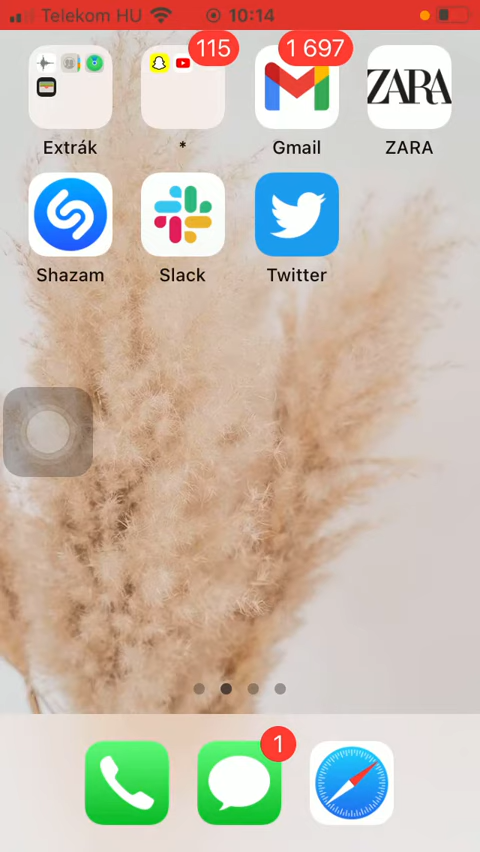 Telekom HU 10:14
115
1 697
ZARA
Extrák * Gmail ZARA
Shazam Slack Twitter
1